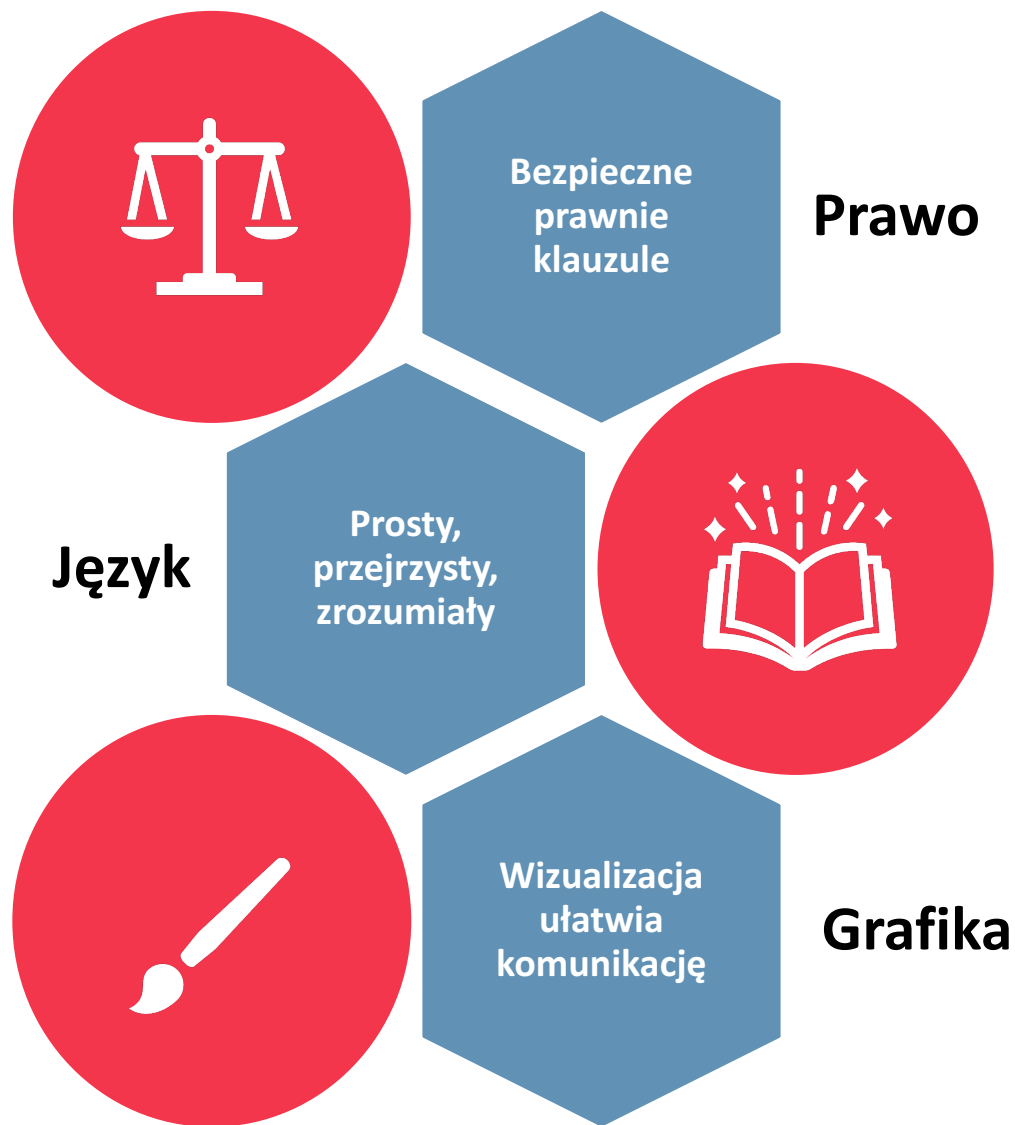 Bezpieczne
prawnie
klauzule
Prawo
Język
Prosty,
przejrzysty,
zrozumiały
Wizualizacja
ułatwia
komunikację
Grafika